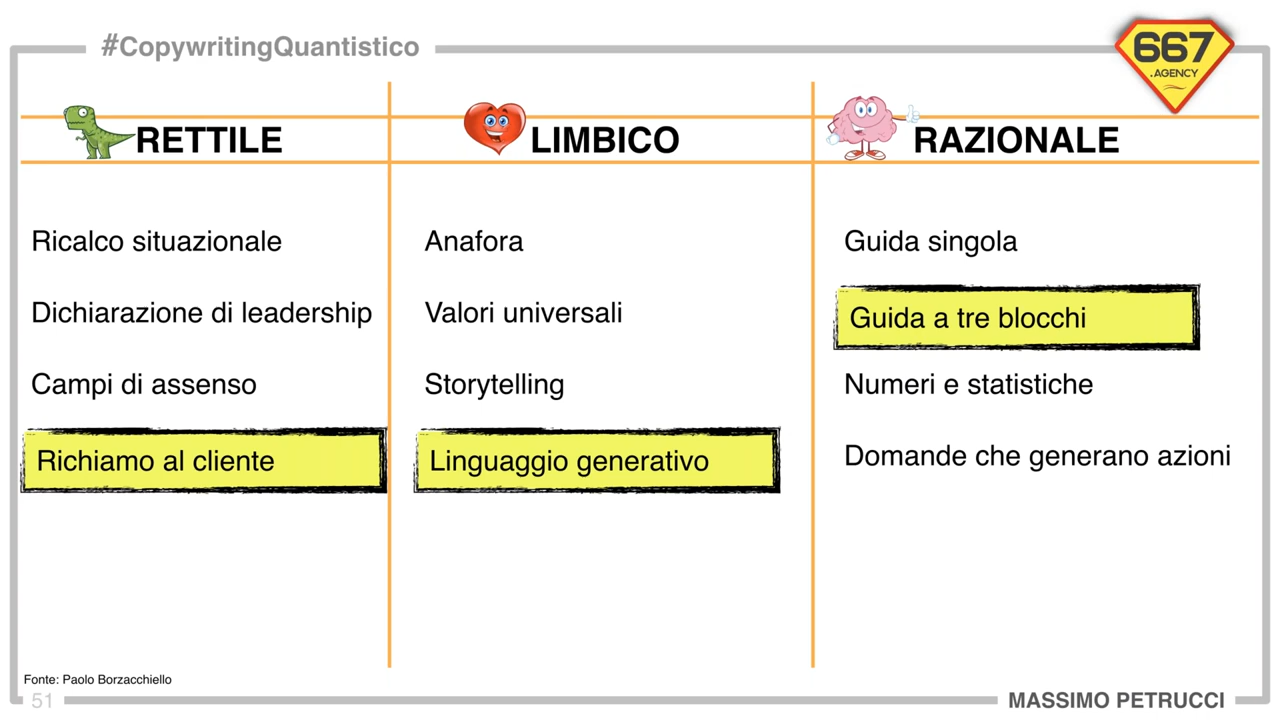 #CopywritingQuantistico
667
.AGENCY
RETTILE
LIMBICO
RAZIONALE
Ricalco situazionale
Anafora
Guida singola
Dichiarazione di leadership
Valori universali
Guida a tre blocchi
Campi di assenso
Storytelling
Numeri e statistiche
Richiamo al cliente
Linguaggio generativo
Domande che generano azioni
Fonte: Paolo Borzacchiello
51
MASSIMO PETRUCCI